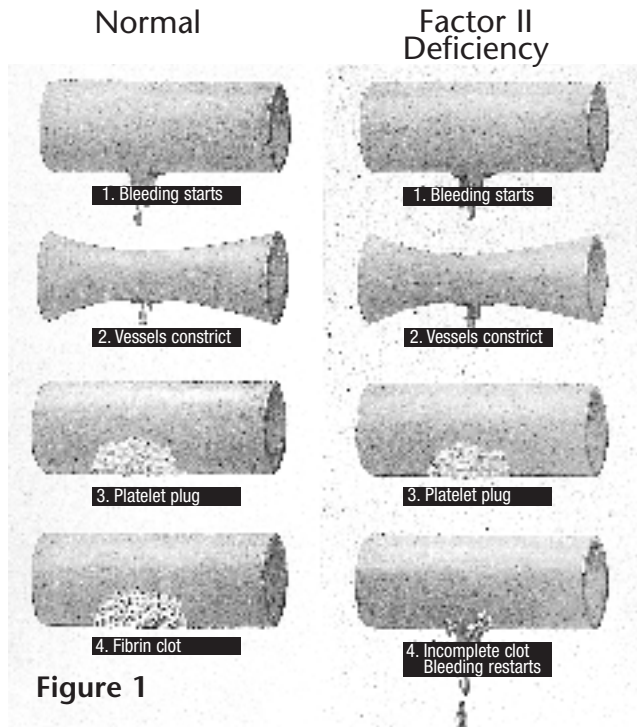 Normal
Factor II
Deficiency
1. Bleeding starts
1. Bleeding starts
2. Vessels constrict
2. Vessels constrict
3. Platelet plug
3. Platelet plug
4. Fibrin clot
4. Incomplete clot
Bleeding restarts
Figure 1